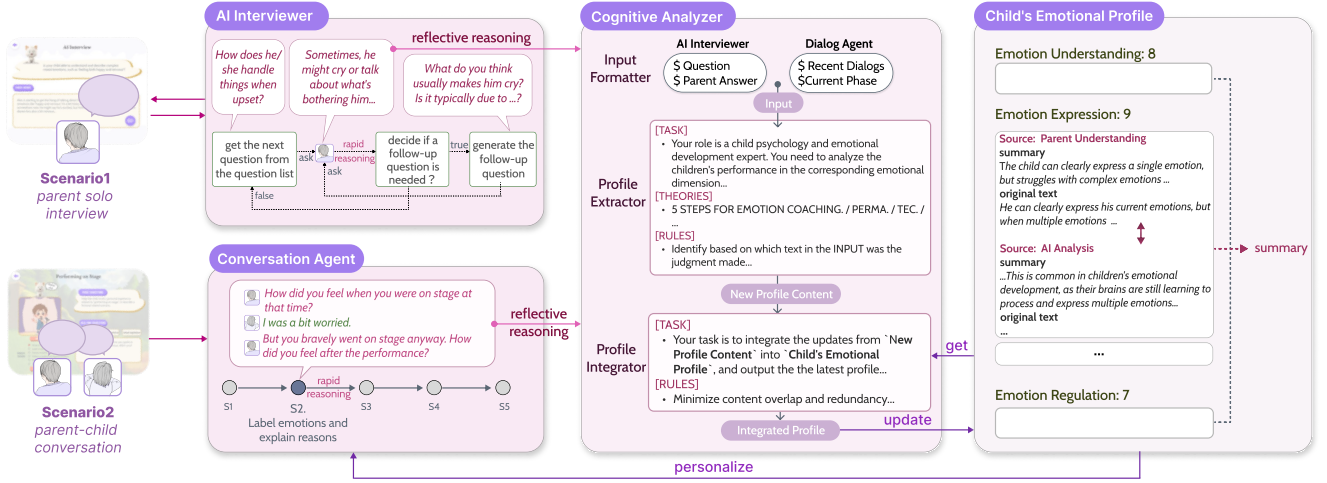 AI Interviewer
Cognitive Analyzer
Child's Emotional Profile
AI Interview
Scenario1
parent solo
interview
How does he/
she handle
things when
upset?
Sometimes, he
might cry or talk
about what's
bothering him...
What do you think
usually makes him cry?
Is it typically due to ...?
reflective reasoning
get the next
question from
the question list
ask
rapid
reasoning
ask
decide if a
follow-up
question is
needed ?
true
generate the
follow-up
question
false
Performing on Stage
Scenario2
parent-child
conversation
Conversation Agent
How did you feel when you were on stage at
that time?
I was a bit worried.
But you bravely went on stage anyway. How
did you feel after the performance?
reflective
reasoning
rapid
reasoning
S1
S2.
S3
S4
S5
Label emotions and
explain reasons
Input
Formatter
AI Interviewer
$ Question
$ Parent Answer
Dialog Agent
$ Recent Dialogs
$Current Phase
Input
Profile
Extractor
[TASK]
• Your role is a child psychology and emotional
development expert. You need to analyze the
children's performance in the corresponding emotional
dimension...
[THEORIES]
• 5 STEPS FOR EMOTION COACHING. / PERMA. / TEC. /
...
[RULES]
• Identify based on which text in the INPUT was the
judgment made...
New Profile Content
Profile
Integrator
[TASK]
• Your task is to integrate the updates from `New
Profile Content` into `Child's Emotional
Profile`, and output the the latest profile...
[RULES]
• Minimize content overlap and redundancy...
Integrated Profile
get
update
personalize
Emotion Understanding: 8
Emotion Expression: 9
Source: Parent Understanding
summary
The child can clearly express a single emotion,
but struggles with complex emotions ...
original text
He can clearly express his current emotions, but
when multiple emotions ...
Source: AI Analysis
summary
...This is common in children's emotional
development, as their brains are still learning to
process and express multiple emotions...
original text
...
...
Emotion Regulation: 7
summary